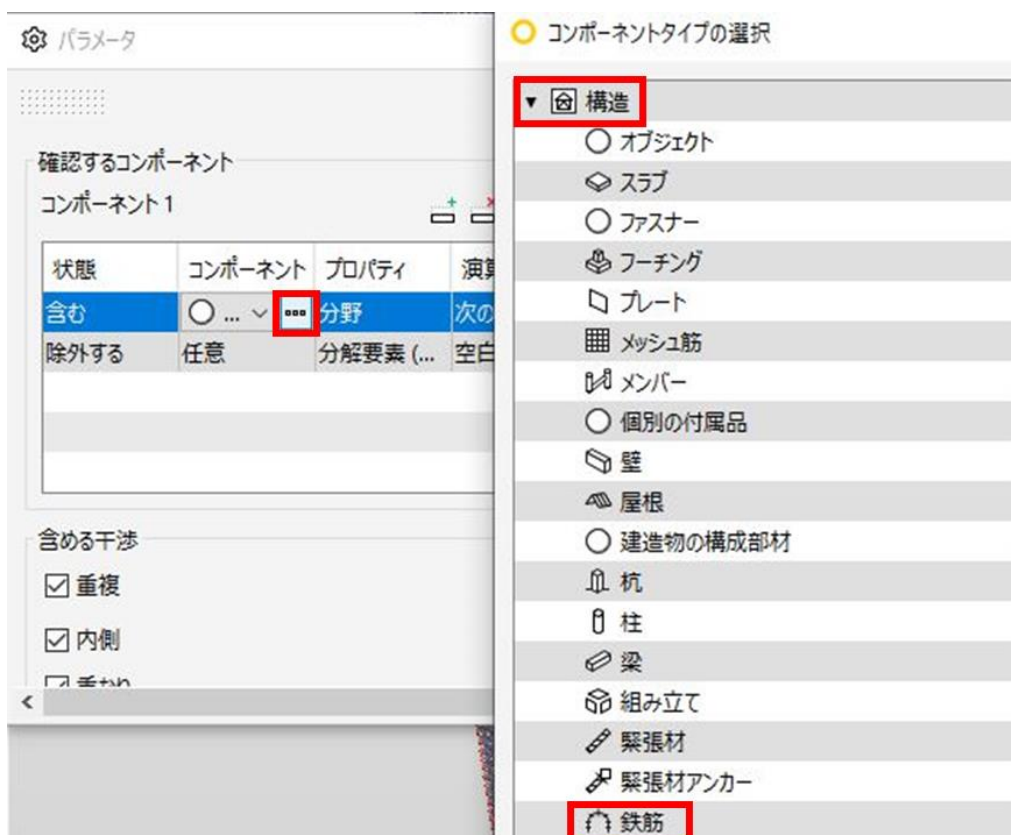 パラメータ
確認するコンポーネント
コンポーネント 1
状態 コンポーネント プロパティ 演算
含む ... 分野 次の
除外する 任意 分解要素 (... 空白
含める干渉
重複
内側
重なり
コンポーネントタイプの選択
構造
オブジェクト
スラブ
ファスナー
フーチング
プレート
メッシュ筋
メンバー
個別の付属品
壁
屋根
建造物の構成部材
杭
柱
梁
組み立て
緊張材
緊張材アンカー
鉄筋